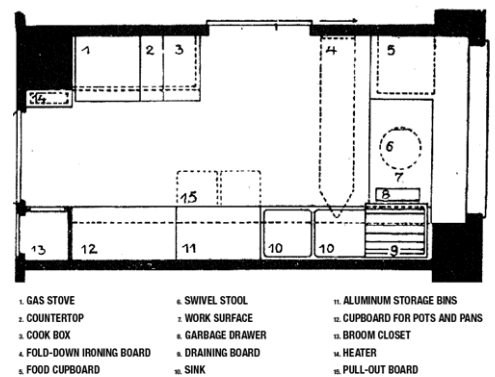 1 2 3 4 5
14
6
7
15 8
13 12 11 10 10 9
1. GAS STOVE
2. COUNTERTOP
3. COOK BOX
4. FOLD-DOWN IRONING BOARD
5. FOOD CUPBOARD
6. SWIVEL STOOL
7. WORK SURFACE
8. GARBAGE DRAWER
9. DRAINING BOARD
10. SINK
11. ALUMINUM STORAGE BINS
12. CUPBOARD FOR POTS AND PANS
13. BROOM CLOSET
14. HEATER
15. PULL-OUT BOARD